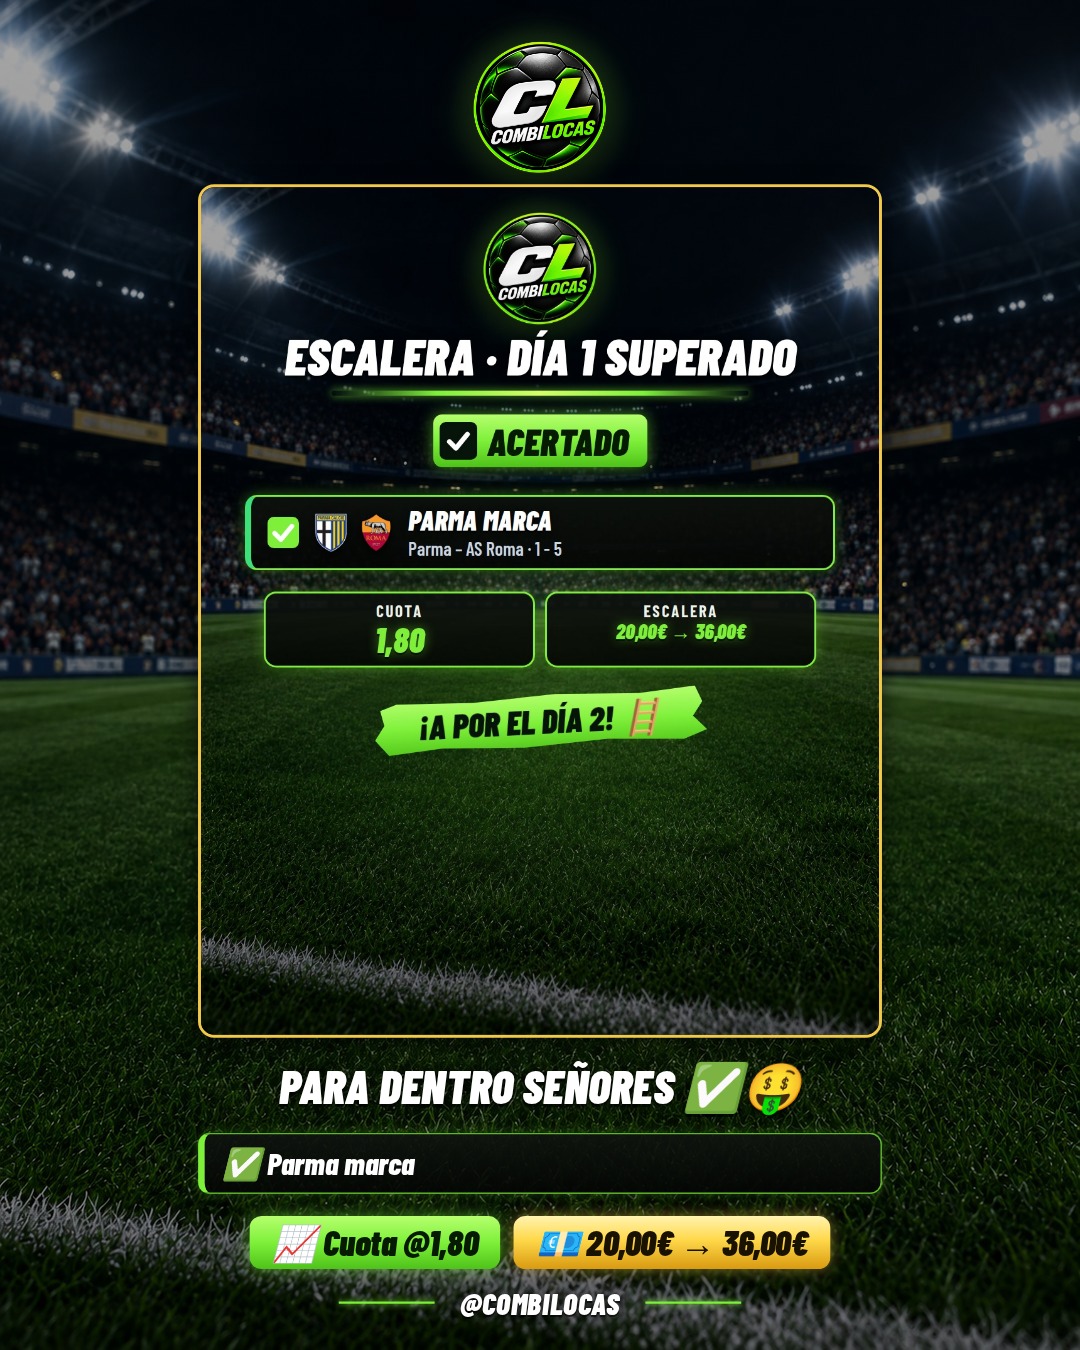 CL
COMBILOCAS
CL
COMBILOCAS
ESCALERA · DÍA 1 SUPERADO
✅ ACERTADO
✅ PARMA MARCA
Parma – AS Roma · 1 - 5
CUOTA
1,80
ESCALERA
20,00€ → 36,00€
¡A POR EL DÍA 2! 🪜
PARA DENTRO SEÑORES ✅🤑
✅ Parma marca
📈 Cuota @1,80
💶 20,00€ → 36,00€
@COMBILOCAS